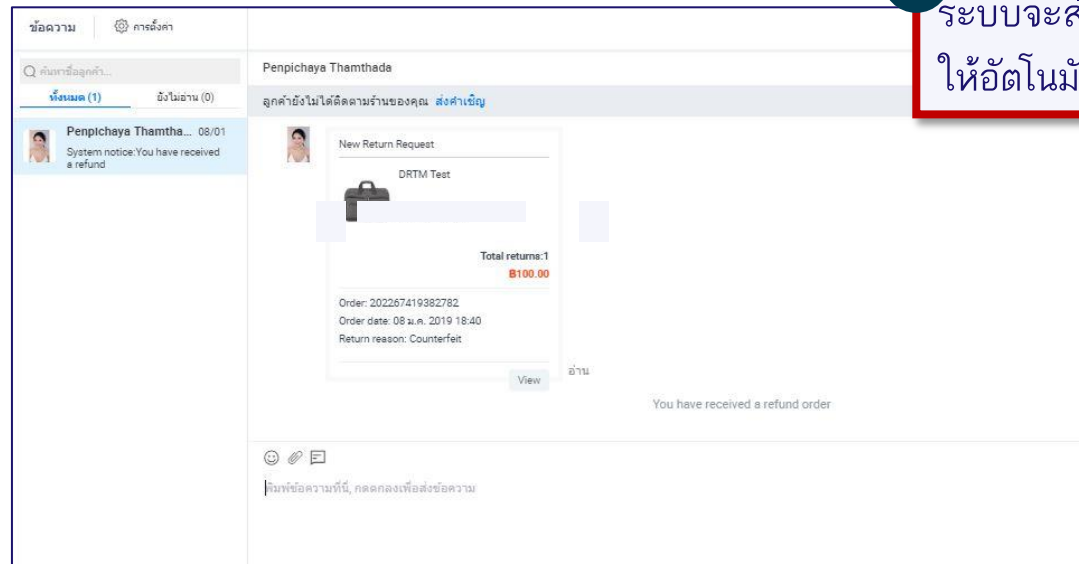 ข้อความ
การตั้งค่า
ระบบจะส่
ให้อัตโนมั
ค้นหาชื่อลูกค้า...
ทั้งหมด (1)
ยังไม่อ่าน (0)
Penpichaya Thamtha... 08/01
System notice:You have received
a refund
Penpichaya Thamthada
ลูกค้ายังไม่ได้ติดตามร้านของคุณ ส่งคำเชิญ
New Return Request
DRTM Test
Total returns:1
฿100.00
Order: 202267419382782
Order date: 08 ม.ค. 2019 18:40
Return reason: Counterfeit
View
อ่าน
You have received a refund order
พิมพ์ข้อความที่นี่, กดตกลงเพื่อส่งข้อความ